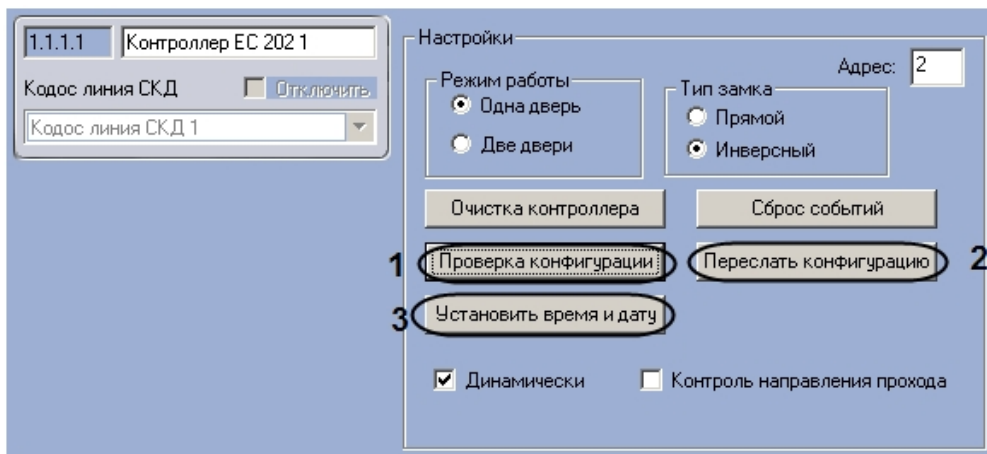 1.1.1.1 Контроллер ЕС 202 1
Кодос линия СКД Отключить
Кодос линия СКД 1
Настройки
Адрес: 2
Режим работы
Одна дверь
Две двери
Тип замка
Прямой
Инверсный
Очистка контроллера Сброс событий
1 Проверка конфигурации Переслать конфигурацию 2
3 Установить время и дату
Динамически Контроль направления прохода